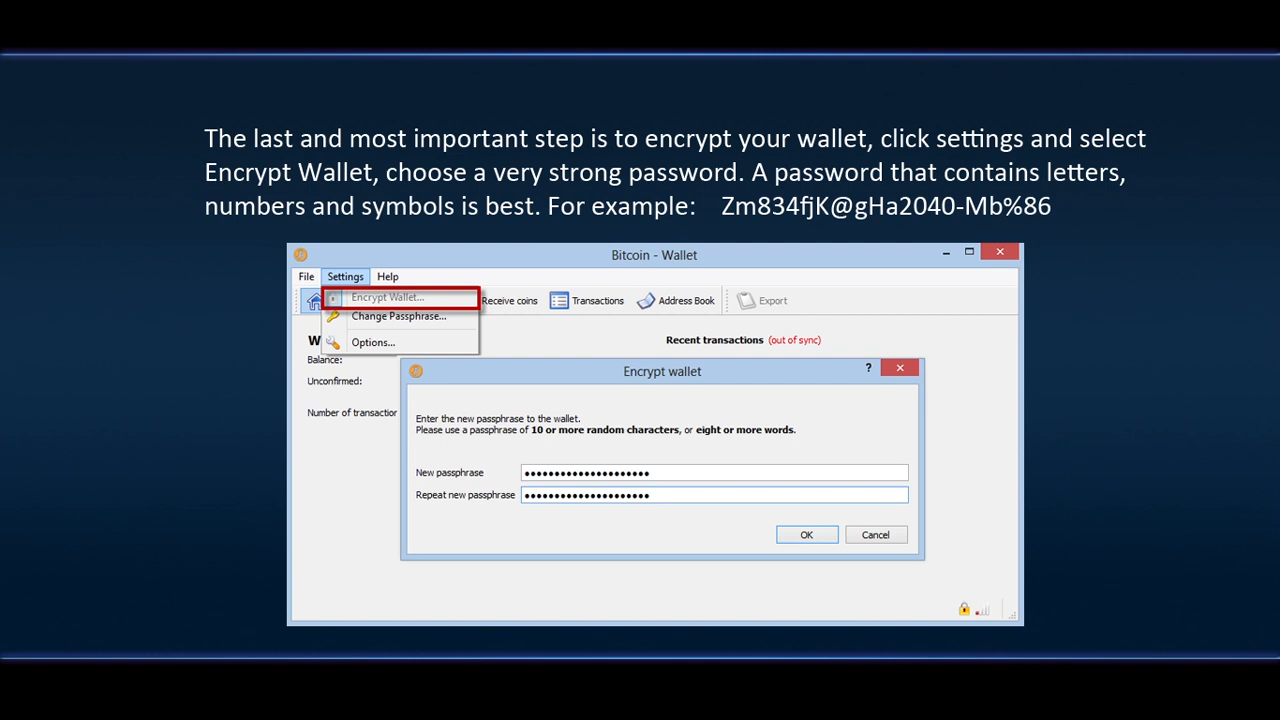 The last and most important step is to encrypt your wallet, click settings and select
Encrypt Wallet, choose a very strong password. A password that contains letters,
numbers and symbols is best. For example: Zm834fjK@gHa2040-Mb%86
Bitcoin - Wallet
File Settings Help
Encrypt Wallet... Receive coins Transactions Address Book Export
Change Passphrase...
W Recent transactions (out of sync)
Options...
Balance:
Unconfirmed:
Number of transaction
Encrypt wallet ?
Enter the new passphrase to the wallet.
Please use a passphrase of 10 or more random characters, or eight or more words.
New passphrase
Repeat new passphrase
OK Cancel